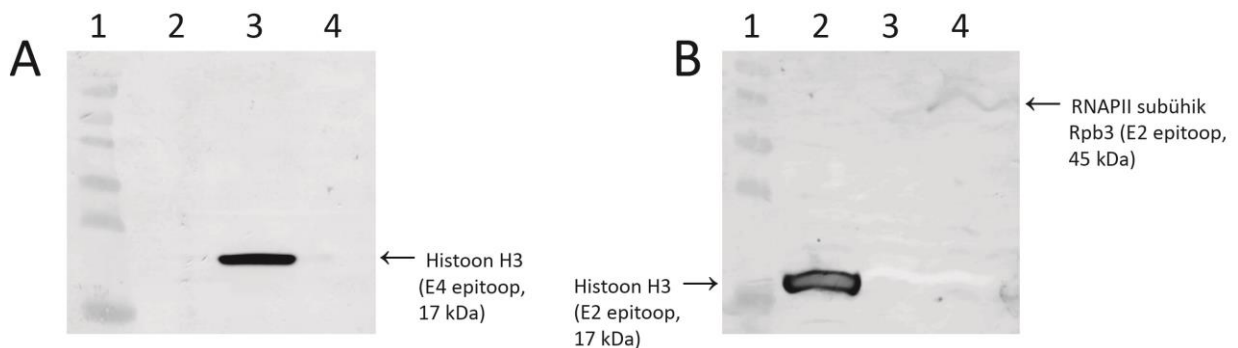 1 2 3 4
A
Histoon H3
(E4 epitoop,
17 kDa)
1 2 3 4
B
RNAPII subühik
Rpb3 (E2 epitoop,
45 kDa)
Histoon H3
(E2 epitoop,
17 kDa)